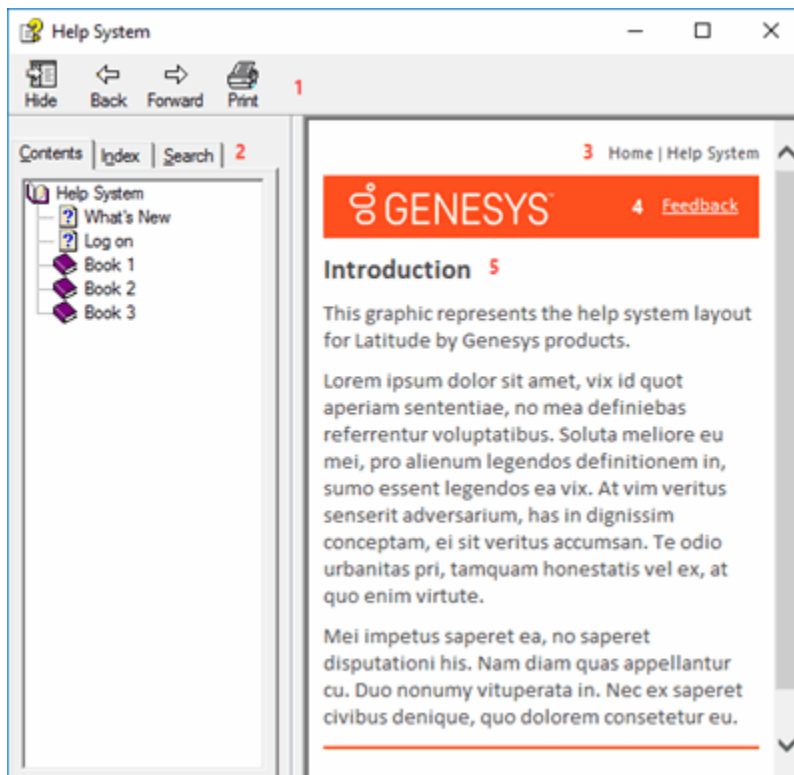 Help System
Hide Back Forward Print 1
Contents Index Search 2
Help System
What's New
Log on
Book 1
Book 2
Book 3
3 Home | Help System
GENESYS™ 4 Feedback
Introduction 5
This graphic represents the help system layout
for Latitude by Genesys products.
Lorem ipsum dolor sit amet, vix id quot
aperiam sententiae, no mea definiebas
referrentur voluptatibus. Soluta meliore eu
mei, pro alienum legendos definitionem in,
sumo essent legendos ea vix. At vim veritus
senserit adversarium, has in dignissim
conceptam, ei sit veritus accumsan. Te odio
urbanitas pri, tamquam honestatis vel ex, at
quo enim virtute.
Mei impetus saperet ea, no saperet
disputationi his. Nam diam quas appellantur
cu. Duo nonumy vituperata in. Nec ex saperet
civibus denique, quo dolorem consetetur eu.